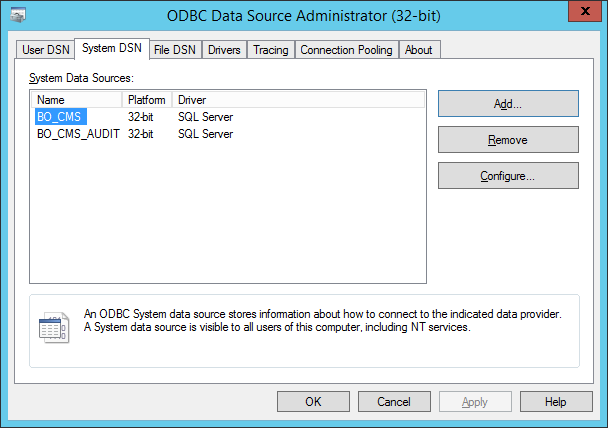 ODBC Data Source Administrator (32-bit)
User DSN System DSN File DSN Drivers Tracing Connection Pooling About
System Data Sources:
Name Platform Driver
BO_CMS 32-bit SQL Server
BO_CMS_AUDIT 32-bit SQL Server
Add...
Remove
Configure...
An ODBC System data source stores information about how to connect to the indicated data provider.
A System data source is visible to all users of this computer, including NT services.
OK Cancel Apply Help